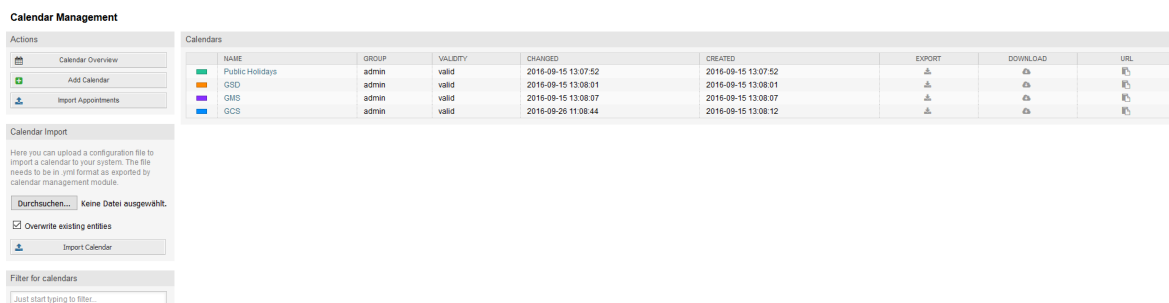 Calendar Management
Actions
Calendar Overview
Add Calendar
Import Appointments
Calendar Import
Here you can upload a configuration file to
import a calendar to your system. The file
needs to be in .yml format as exported by
calendar management module.
Durchsuchen... Keine Datei ausgewählt.
Overwrite existing entities
Import Calendar
Filter for calendars
Just start typing to filter...
Calendars
NAME GROUP VALIDITY CHANGED CREATED EXPORT DOWNLOAD URL
Public Holidays admin valid 2016-09-15 13:07:52 2016-09-15 13:07:52
GSD admin valid 2016-09-15 13:08:01 2016-09-15 13:08:01
GMS admin valid 2016-09-15 13:08:07 2016-09-15 13:08:07
GCS admin valid 2016-09-26 11:08:44 2016-09-15 13:08:12